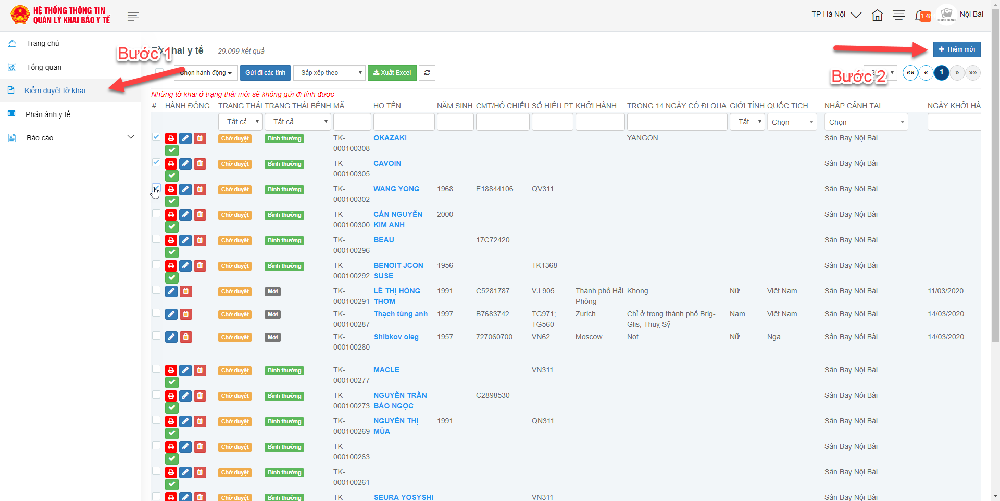 HỆ THỐNG THÔNG TIN
QUẢN LÝ KHAI BÁO Y TẾ
TP Hà Nội
1.48
KHÔNG CÓ ẢNH
Nội Bài
Trang chủ
Tổng quan
Kiểm duyệt tờ khai
Phản ánh y tế
Báo cáo
Bước 1
Tờ khai y tế — 29.099 kết quả
+ Thêm mới
Bước 2
Chọn hành động
Gửi đi các tỉnh
Sắp xếp theo
Xuất Excel
«« « 1 » »»
Những tờ khai ở trạng thái mới sẽ không gửi đi tỉnh được
# HÀNH ĐỘNG TRẠNG THÁI TRẠNG THÁI BỆNH MÃ HỌ TÊN NĂM SINH CMT/HỘ CHIẾU SỐ HIỆU PT KHỞI HÀNH TRONG 14 NGÀY CÓ ĐI QUA GIỚI TÍNH QUỐC TỊCH NHẬP CẢNH TẠI NGÀY KHỞI HÀ
Tất cả Tất cả Tất Chọn Chọn
Chờ duyệt Bình thường TK- OKAZAKI YANGON Sân Bay Nội Bài
000100308
Chờ duyệt Bình thường TK- CAVOIN Sân Bay Nội Bài
000100305
Chờ duyệt Bình thường TK- WANG YONG 1968 E18844106 QV311 Sân Bay Nội Bài
000100302
Chờ duyệt Bình thường TK- CẤN NGUYỄN 2000 Sân Bay Nội Bài
000100300 KIM ANH
Chờ duyệt Bình thường TK- BEAU 17C72420 Sân Bay Nội Bài
000100296
Chờ duyệt Bình thường TK- BENOIT JCON 1956 TK1368 Sân Bay Nội Bài
000100292 SUSE
Chờ duyệt Mới TK- LÊ THỊ HỒNG 1991 C5281787 VJ 905 Thành phố Hải Khong Nữ Việt Nam Sân Bay Nội Bài 11/03/2020
000100291 THƠM Phòng
Chờ duyệt Mới TK- Thạch tùng anh 1997 B7683742 TG971; Zurich Chỉ ở trong thành phố Brig- Nam Việt Nam Sân Bay Nội Bài 14/03/2020
000100287 TG560 Glis, Thuỵ Sỹ
Chờ duyệt Mới TK- Shibkov oleg 1957 727060700 VN62 Moscow Not Nữ Nga Sân Bay Nội Bài 14/03/2020
000100280
Chờ duyệt Bình thường TK- MACLE VN311 Sân Bay Nội Bài
000100277
Chờ duyệt Bình thường TK- NGUYỄN TRẦN C2898530 Sân Bay Nội Bài
000100273 BẢO NGỌC
Chờ duyệt Bình thường TK- NGUYỄN THỊ 1991 QN311 Sân Bay Nội Bài
000100269 MÙA
Chờ duyệt Bình thường TK- Sân Bay Nội Bài
000100263
Chờ duyệt Bình thường TK- Sân Bay Nội Bài
000100261
Chờ duyệt Bình thường TK- SEURA YOSYSHI VN311 Sân Bay Nội Bài